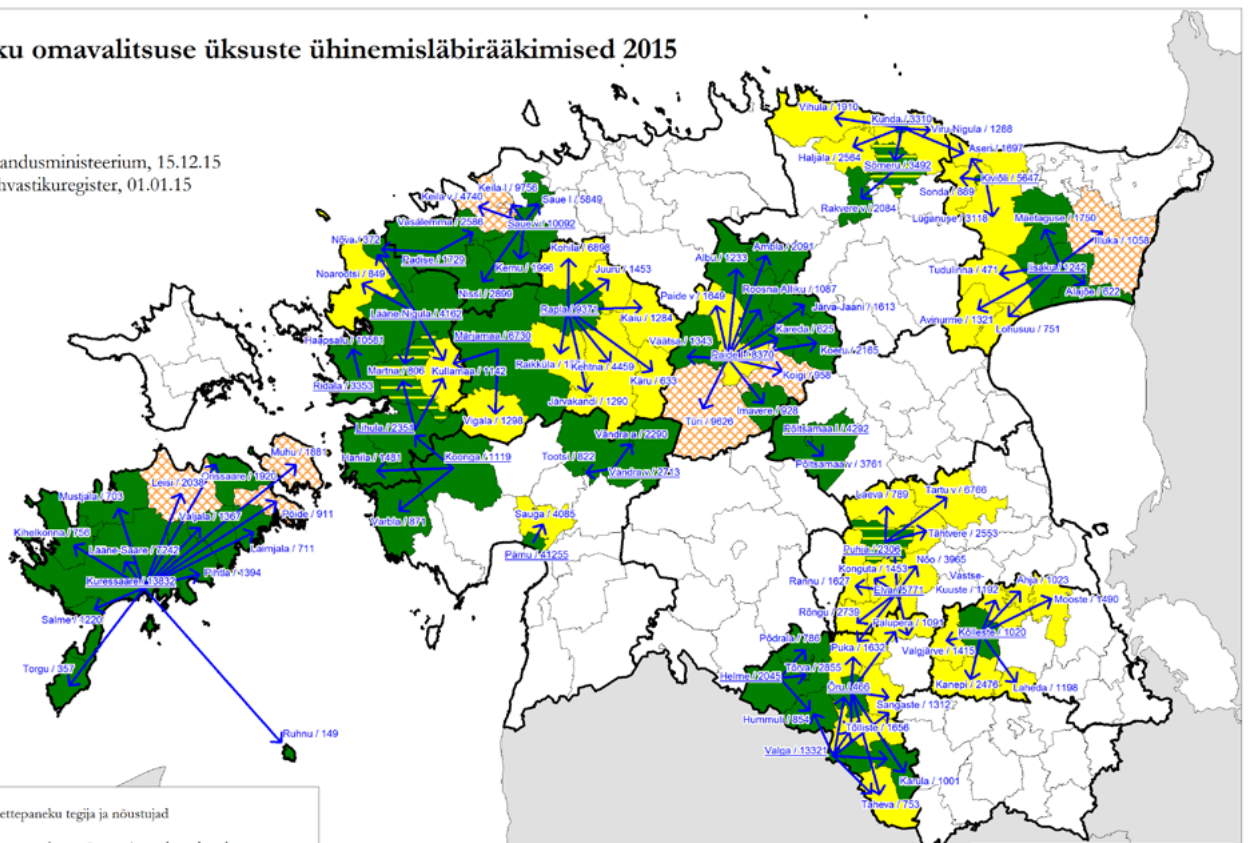 ku omavalitsuse üksuste ühinemisläbirääkimised 2015
andusministeerium, 15.12.15
hvastikuregister, 01.01.15
Vihula / 1910
Kunda / 3310
Viru-Nigula / 1268
Haljala / 2564
Sõmeru / 3492
Aseri / 1697
Kiviõli / 5647
Sonda / 889
Rakvere v / 2084
Lüganuse / 3118
Mäetaguse / 1750
Illuka / 1058
Tudulinna / 471
Iisaku / 1242
Alajõe / 622
Avinurme / 1321
Lohusuu / 751
Keila l / 9756
Keila v / 4740
Saue l / 5849
Vasalemma / 2586
Saue v / 10092
Nõva / 372
Padise / 1729
Kernu / 1996
Nissi / 2899
Noarootsi / 849
Lääne-Nigula / 4162
Haapsalu / 10581
Ridala / 3353
Martna / 806
Kullamaa / 1142
Märjamaa / 6730
Vigala / 1298
Lihula / 2351
Hanila / 1481
Koonga / 1119
Varbla / 871
Kohila / 6898
Juuru / 1453
Rapla / 9371
Kaiu / 1284
Raikküla /
Kehtna / 4459
Käru / 633
Järvakandi / 1290
Albu / 1233
Ambla / 2091
Roosna-Alliku / 1087
Paide v / 1649
Järva-Jaani / 1613
Kareda / 625
Väätsa / 1343
Paide l / 8370
Koeru / 2165
Koigi / 958
Türi / 9626
Imavere / 928
Põltsamaa l / 4292
Põltsamaa v / 3761
Vändra a / 2290
Tootsi / 822
Vändra v / 2713
Sauga / 4085
Pärnu / 41255
Muhu / 1881
Leisi / 2038
Orissaare / 1920
Mustjala / 703
Valjala / 1367
Pöide / 911
Kihelkonna / 756
Lääne-Saare / 7242
Laimjala / 711
Pihtla / 1394
Kuressaare / 13832
Salme / 1220
Torgu / 357
Ruhnu / 149
Laeva / 789
Tartu v / 6766
Tähtvere / 2553
Puhja / 2306
Nõo / 3965
Konguta / 1453
Rannu / 1627
Elva / 5771
Rõngu / 2739
Palupera / 1091
Vastse-
Kuuste / 1192
Ahja / 1023
Mooste / 1490
Kõlleste / 1020
Valgjärve / 1415
Kanepi / 2476
Laheda / 1198
Põdrala / 786
Puka / 1632
Tõrva / 2855
Helme / 2045
Õru / 466
Sangaste / 1312
Hummuli / 854
Tõlliste / 1656
Valga / 13321
Karula / 1001
Taheva / 753
ettepaneku tegija ja nõustujad